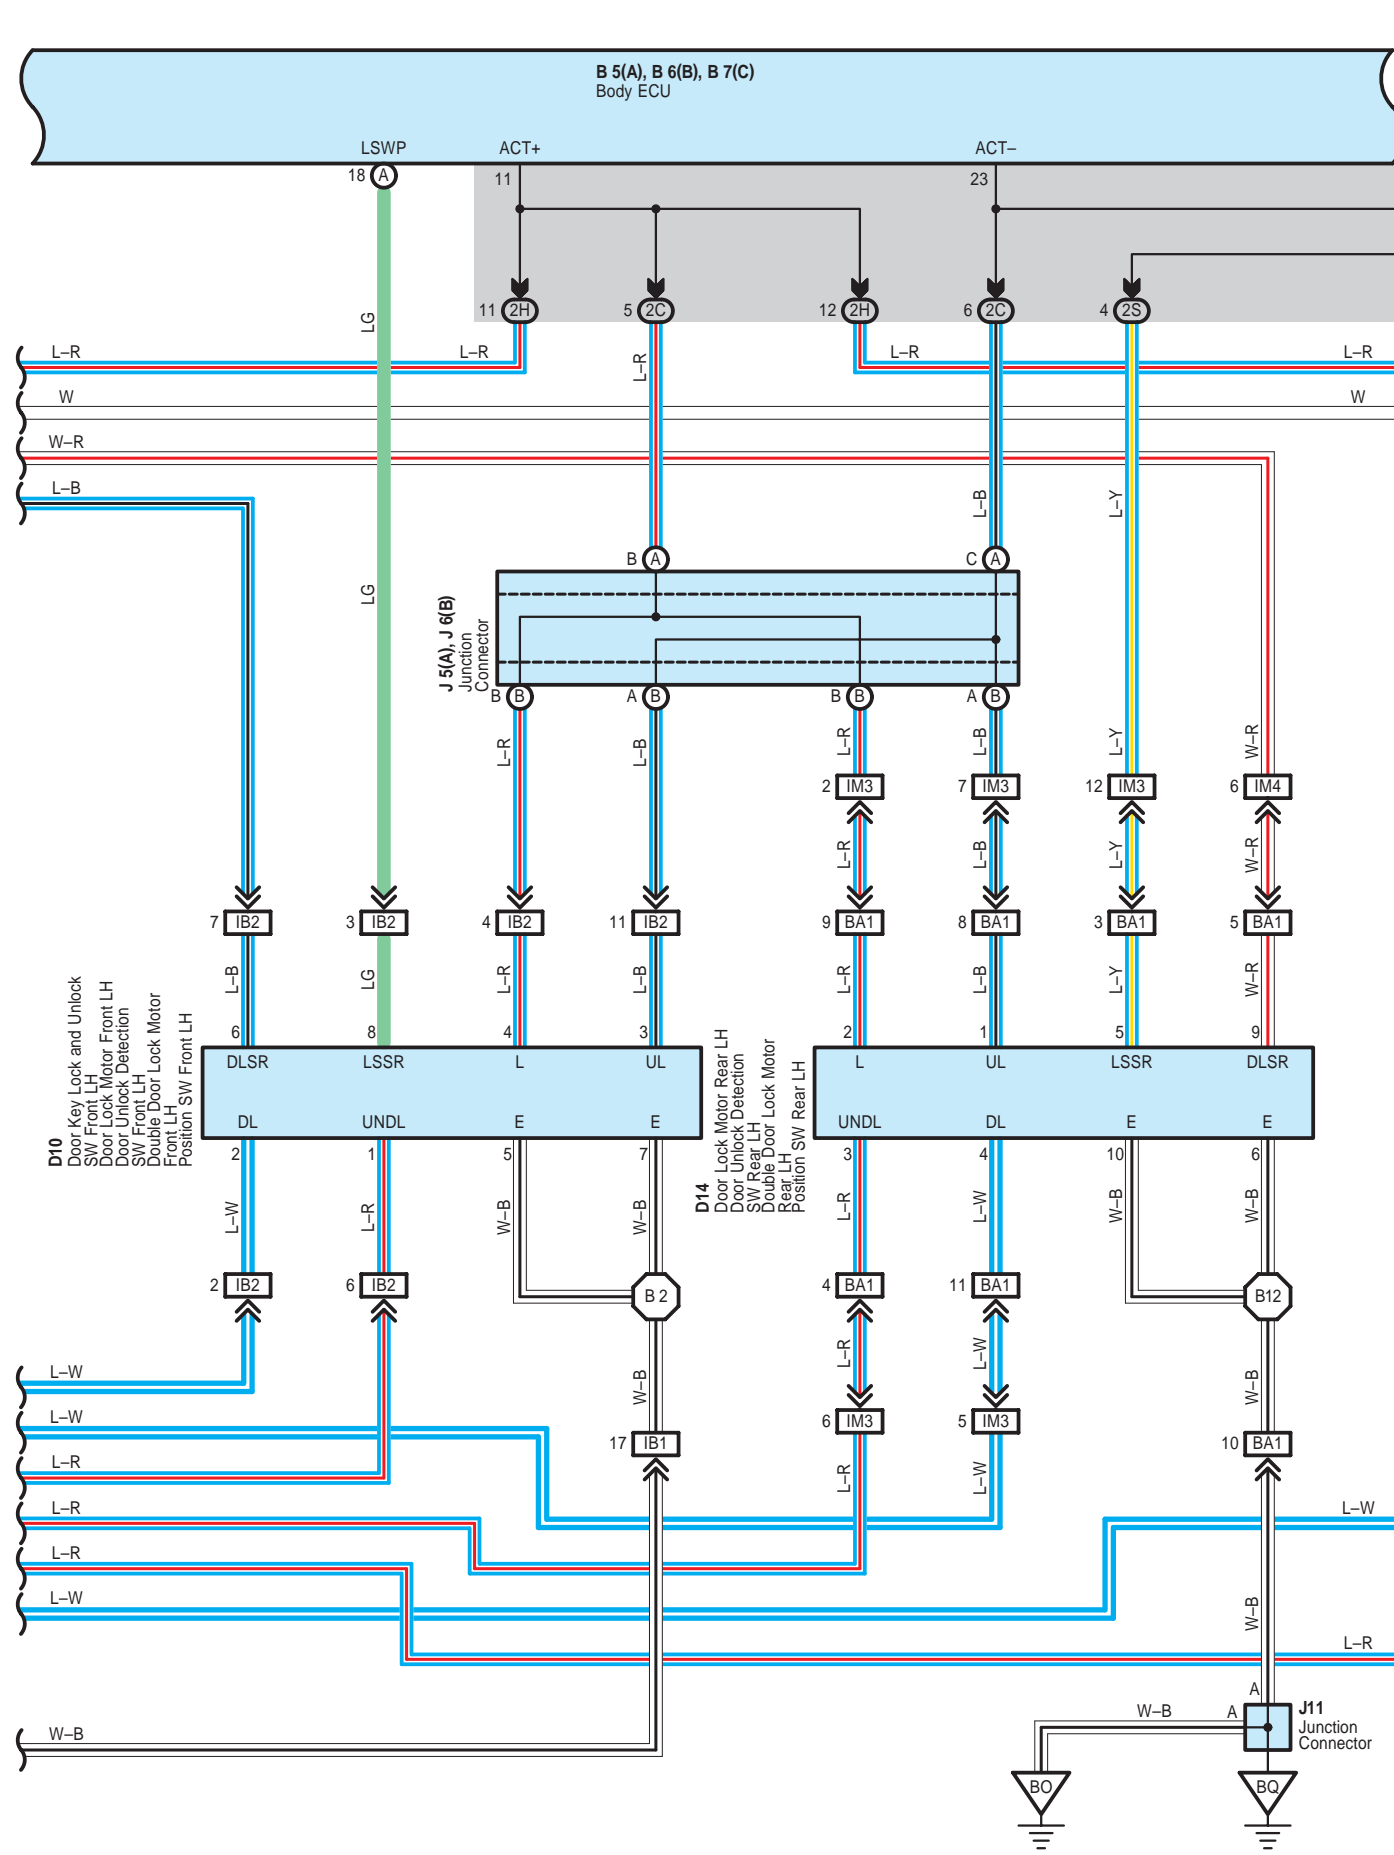 B 5(A), B 6(B), B 7(C)
Body ECU
LSWP ACT+ ACT–
18 A 11 23
11 2H 5 2C 12 2H 6 2C 4 2S
LG
L–R L–R L–R L–R L–R
W W
W–R
L–B L–B L–Y
B A C A
LG
J 5(A), J 6(B)
Junction
Connector
B B A B B B A B
L–R L–B L–R L–B L–Y W–R
2 IM3 7 IM3 12 IM3 6 IM4
L–R L–B L–Y W–R
7 IB2 3 IB2 4 IB2 11 IB2 9 BA1 8 BA1 3 BA1 5 BA1
L–B LG L–R L–B L–R L–B L–Y W–R
6 8 4 3 2 1 5 9
DLSR LSSR L UL L UL LSSR DLSR
DL UNDL E E UNDL DL E E
2 1 5 7 3 4 10 6
D10
Door Key Lock and Unlock
SW Front LH
Door Lock Motor Front LH
Door Unlock Detection
SW Front LH
Double Door Lock Motor
Front LH
Position SW Front LH
D14
Door Lock Motor Rear LH
Door Unlock Detection
SW Rear LH
Double Door Lock Motor
Rear LH
Position SW Rear LH
L–W L–R W–B W–B L–R L–W W–B W–B
2 IB2 6 IB2 B 2 4 BA1 11 BA1 B12
L–R L–W
L–W W–B W–B
L–W 6 IM3 5 IM3
17 IB1 10 BA1
L–R L–R L–W
L–R L–W
L–R
L–W W–B
L–R
A
W–B W–B A J11
Junction
Connector
BO BQ